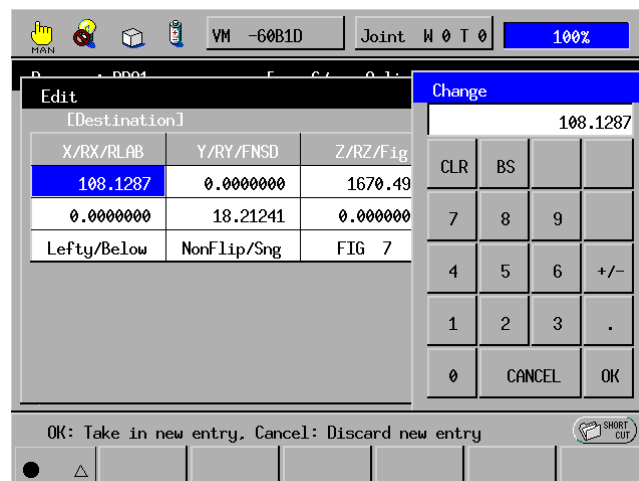 MAN VM -60B1D Joint W 0 T 0 100%
Edit
[Destination]
X/RX/RLAB Y/RY/FNSD Z/RZ/Fig
108.1287 0.0000000 1670.49
0.0000000 18.21241 0.000000
Lefty/Below NonFlip/Sng FIG 7
Change
108.1287
CLR BS
7 8 9
4 5 6 +/-
1 2 3 .
0 CANCEL OK
OK: Take in new entry, Cancel: Discard new entry
SHORT
CUT